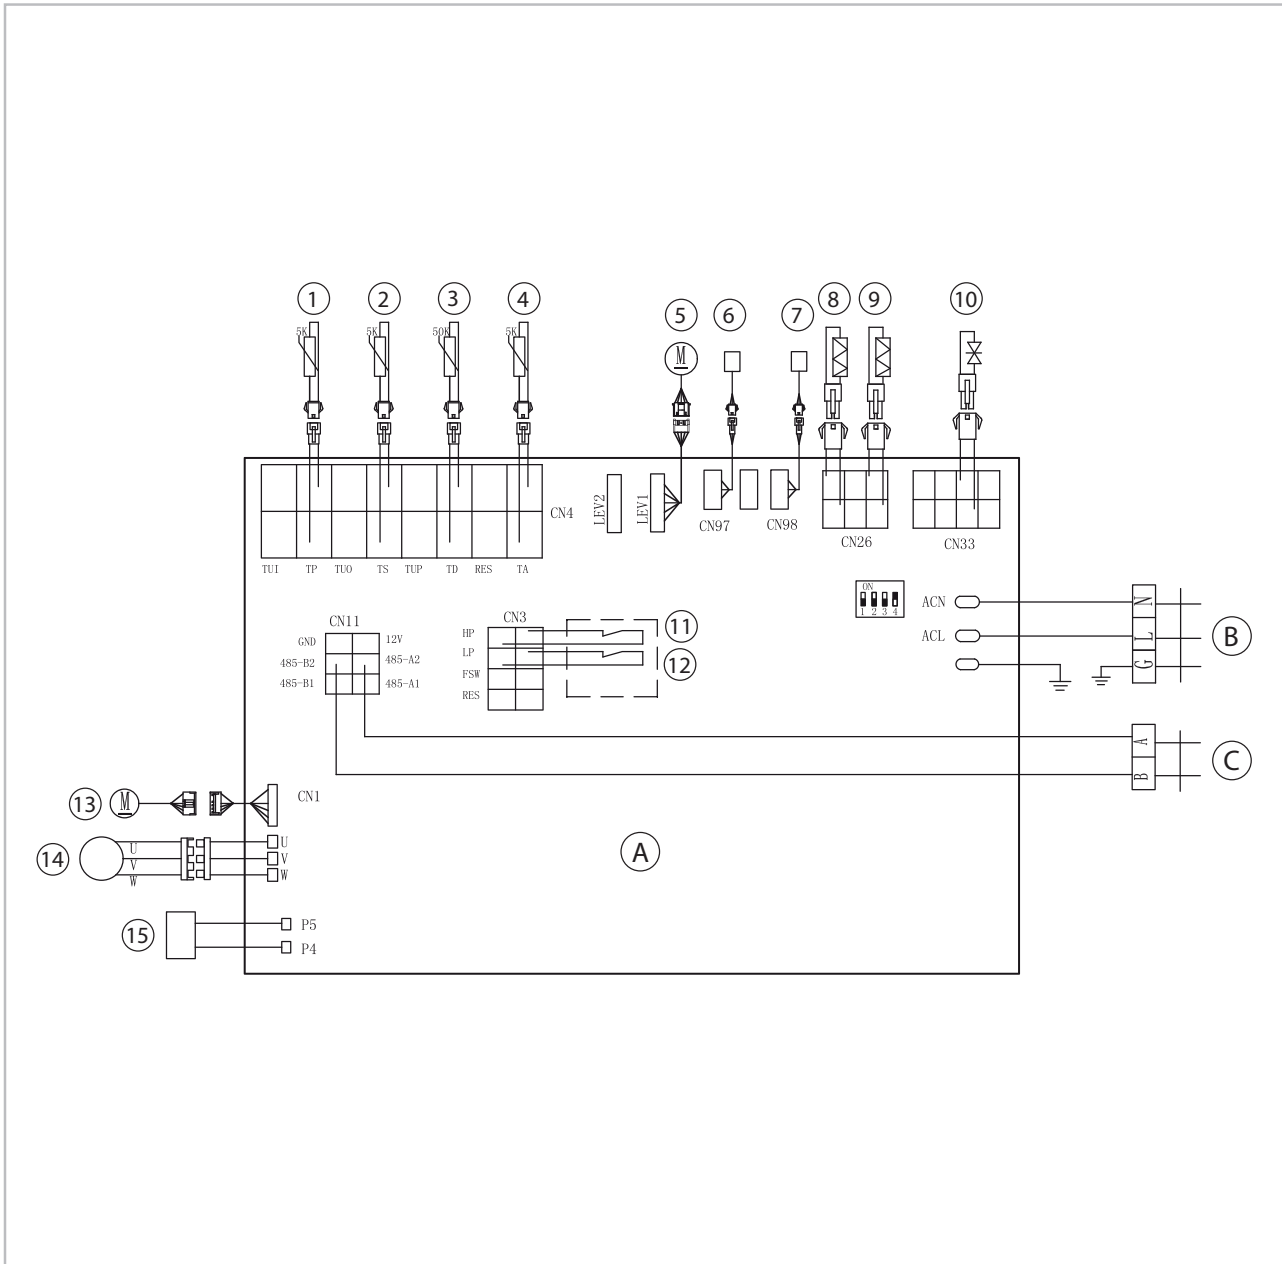 1 2 3 4 5 6 7 8 9 10
5K 5K 50K 5K M
LEV2 LEV1 CN4
CN97 CN98 CN26 CN33
TUI TP TUO TS TUP TD RES TA
ON
1 2 3 4
ACN N
ACL L B
G
CN11
GND 12V
485-B2 485-A2
485-B1 485-A1
CN3
HP 11
LP 12
FSW
RES
A
B C
13 M CN1
14 U V W U
V
W
A
15 P5
P4